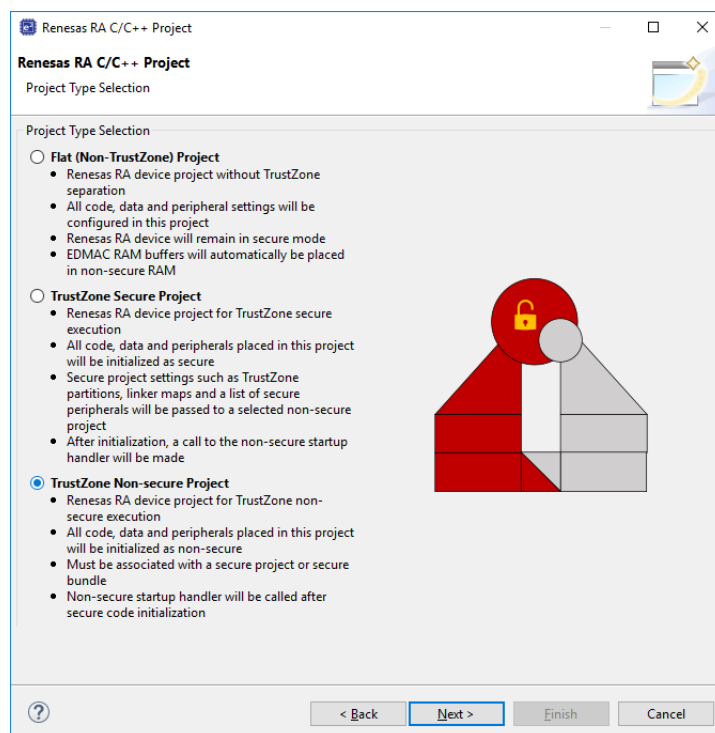 Renesas RA C/C++ Project
Renesas RA C/C++ Project
Project Type Selection
Project Type Selection
Flat (Non-TrustZone) Project
• Renesas RA device project without TrustZone
separation
• All code, data and peripheral settings will be
configured in this project
• Renesas RA device will remain in secure mode
• EDMAC RAM buffers will automatically be placed
in non-secure RAM
TrustZone Secure Project
• Renesas RA device project for TrustZone secure
execution
• All code, data and peripherals placed in this project
will be initialized as secure
• Secure project settings such as TrustZone
partitions, linker maps and a list of secure
peripherals will be passed to a selected non-secure
project
• After initialization, a call to the non-secure startup
handler will be made
TrustZone Non-secure Project
• Renesas RA device project for TrustZone non-
secure execution
• All code, data and peripherals placed in this project
will be initialized as non-secure
• Must be associated with a secure project or secure
bundle
• Non-secure startup handler will be called after
secure code initialization
? < Back Next > Finish Cancel